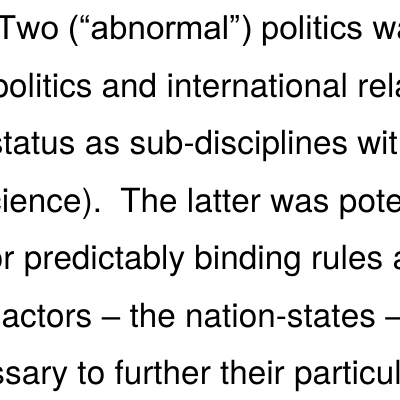 Two (“abnormal”) politics wa
politics and international rela
status as sub-disciplines wit
ience).  The latter was pote
or predictably binding rules a
actors – the nation-states –
ssary to further their particul